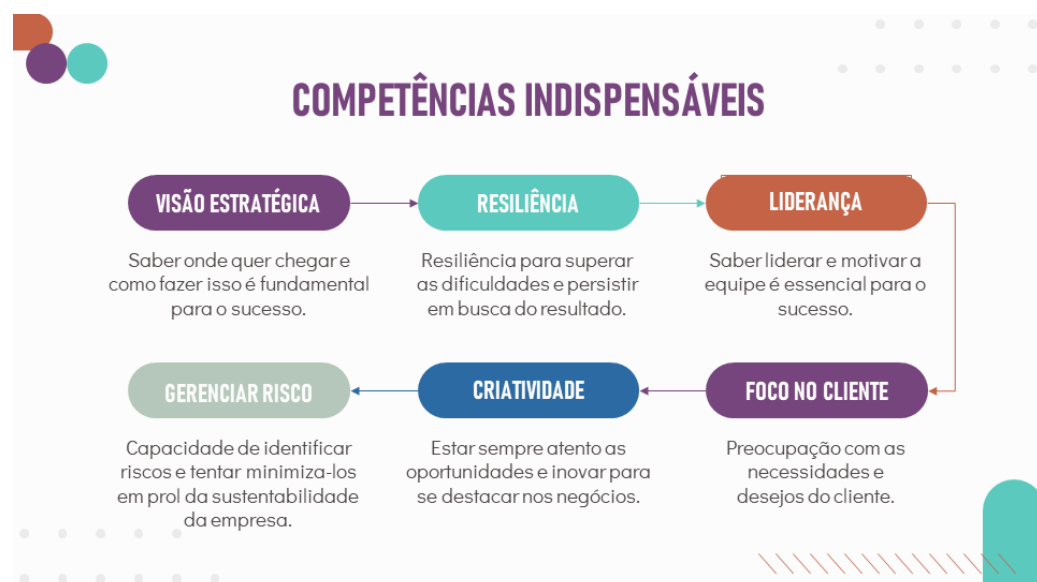 COMPETÊNCIAS INDISPENSÁVEIS
VISÃO ESTRATÉGICA
Saber onde quer chegar e
como fazer isso é fundamental
para o sucesso.
RESILIÊNCIA
Resiliência para superar
as dificuldades e persistir
em busca do resultado.
LIDERANÇA
Saber liderar e motivar a
equipe é essencial para o
sucesso.
FOCO NO CLIENTE
Preocupação com as
necessidades e
desejos do cliente.
CRIATIVIDADE
Estar sempre atento as
oportunidades e inovar para
se destacar nos negócios.
GERENCIAR RISCO
Capacidade de identificar
riscos e tentar minimiza-los
em prol da sustentabilidade
da empresa.